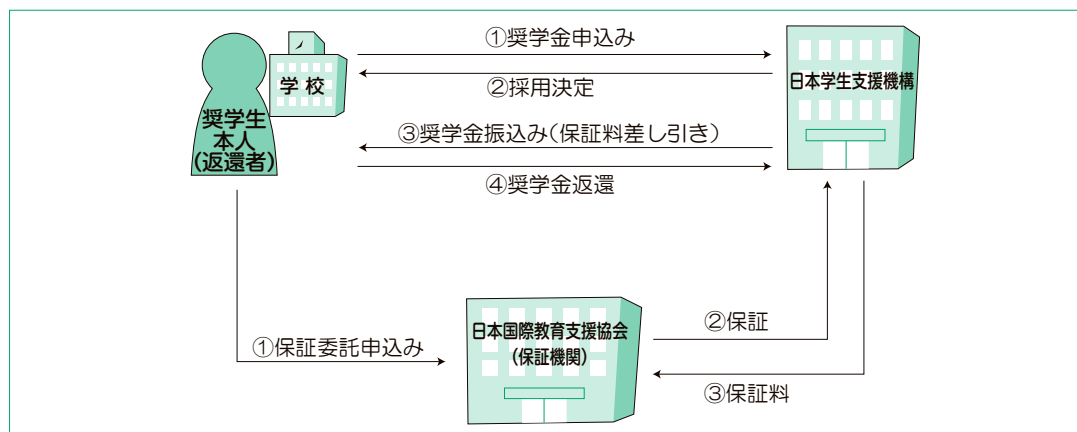 ①奨学金申込み
学校
②採用決定
日本学生支援機構
奨学生
本人
(返還者)
③奨学金振込み(保証料差し引き)
④奨学金返還
①保証委託申込み
日本国際教育支援協会
(保証機関)
②保証
③保証料